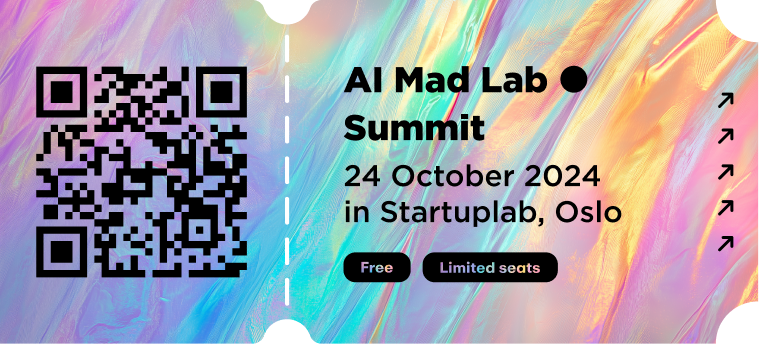 AI Mad Lab ●
Summit
24 October 2024
in Startuplab, Oslo
Free
Limited seats